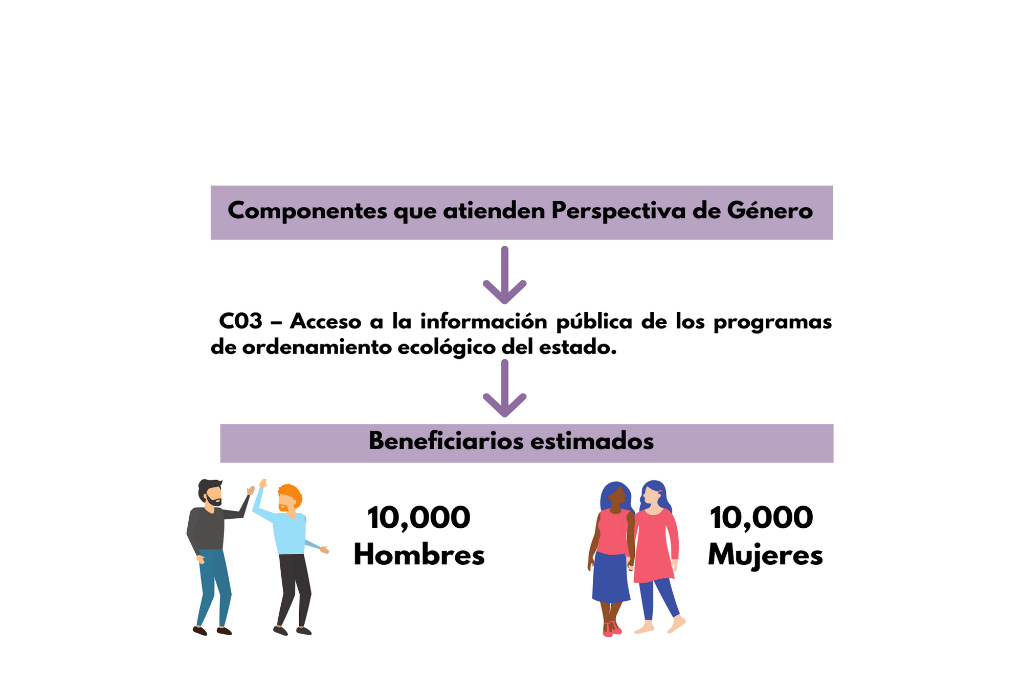 Componentes que atienden Perspectiva de Género
C03 – Acceso a la información pública de los programas
de ordenamiento ecológico del estado.
Beneficiarios estimados
10,000
Hombres
10,000
Mujeres